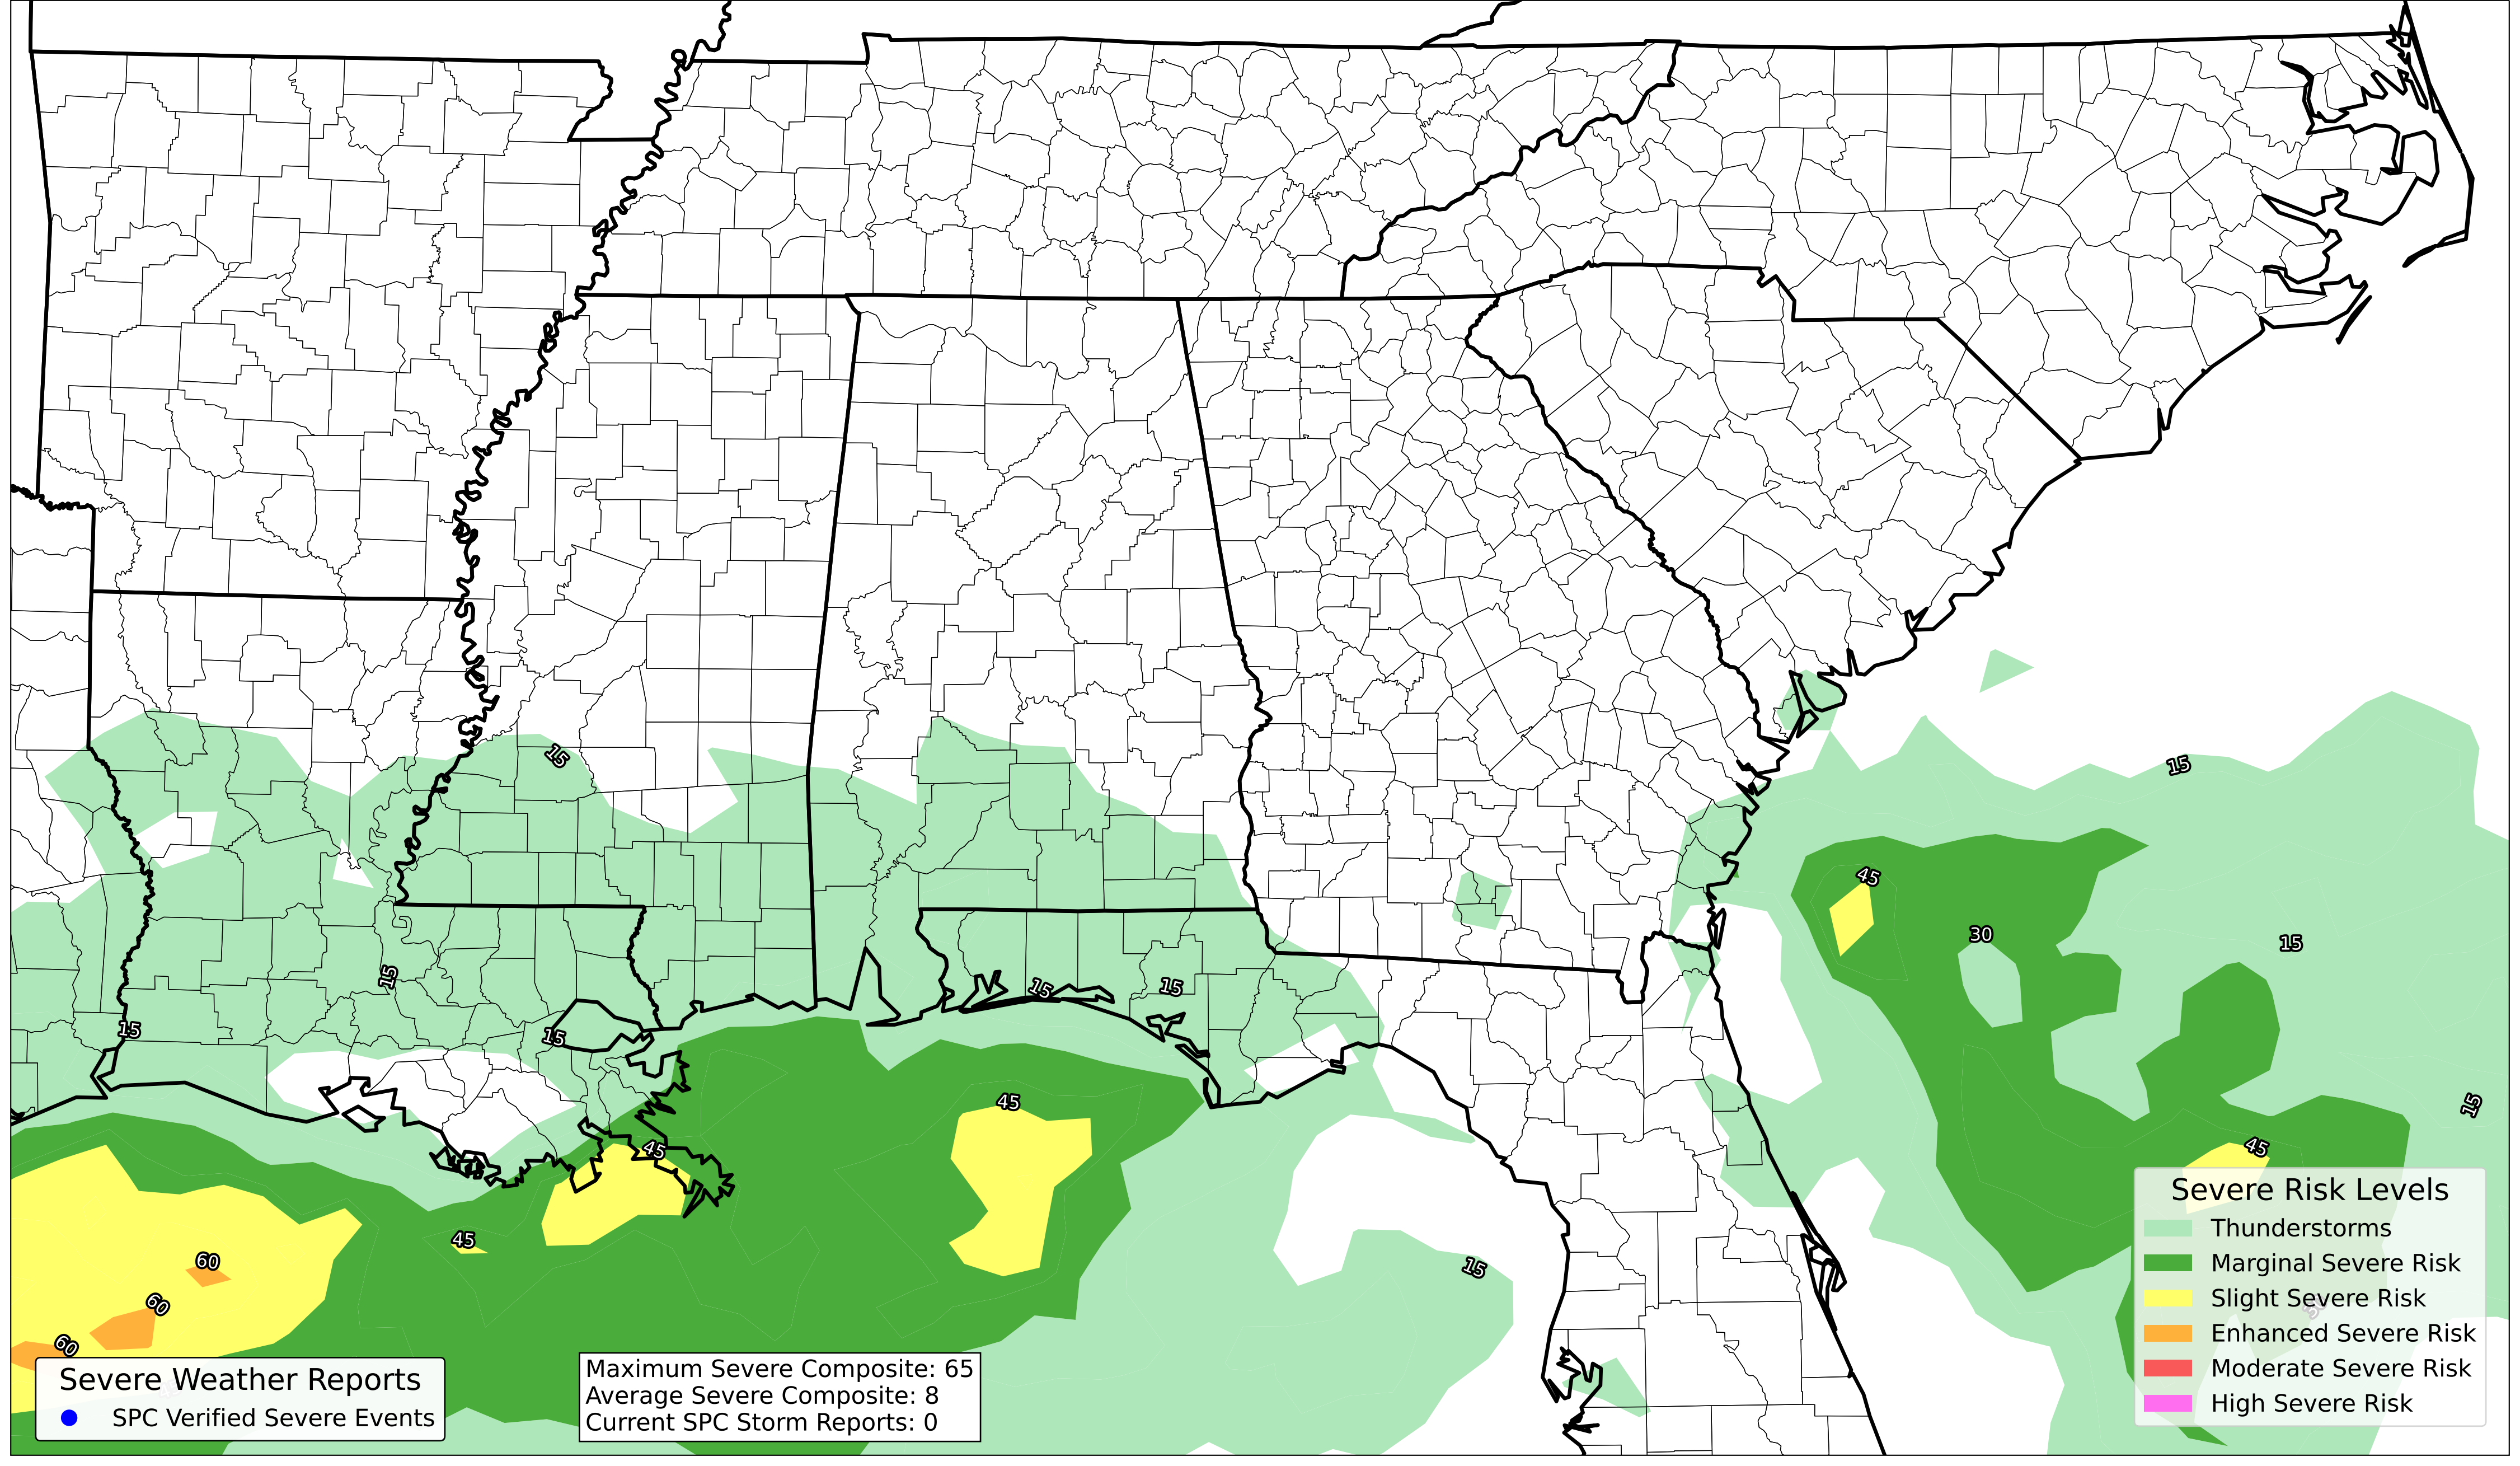 15
15
45
30
15
15
15
15
15
15
45
15
45
45
45
15
60
60
60
Severe Risk Levels
Thunderstorms
Marginal Severe Risk
Slight Severe Risk
Enhanced Severe Risk
Moderate Severe Risk
High Severe Risk
Severe Weather Reports
SPC Verified Severe Events
Maximum Severe Composite: 65
Average Severe Composite: 8
Current SPC Storm Reports: 0